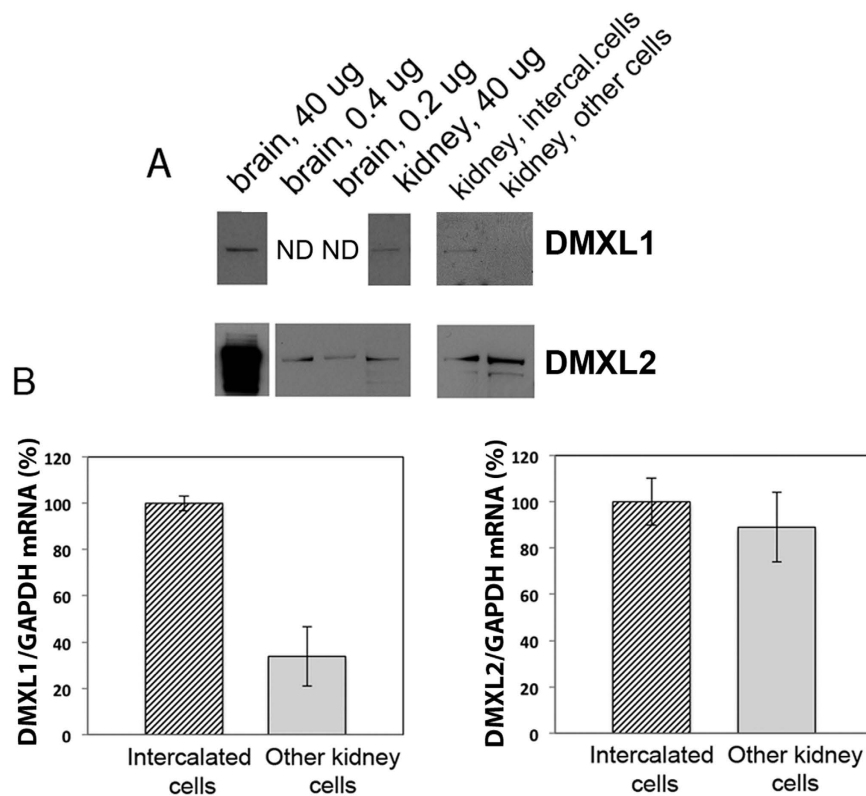 A
brain, 40 ug
brain, 0.4 ug
brain, 0.2 ug
kidney, 40 ug
kidney, intercal.cells
kidney, other cells
ND ND
DMXL1
DMXL2
B
DMXL1/GAPDH mRNA (%)
120
100
80
60
40
20
0
Intercalated
cells
Other kidney
cells
DMXL2/GAPDH mRNA (%)
120
100
80
60
40
20
0
Intercalated
cells
Other kidney
cells